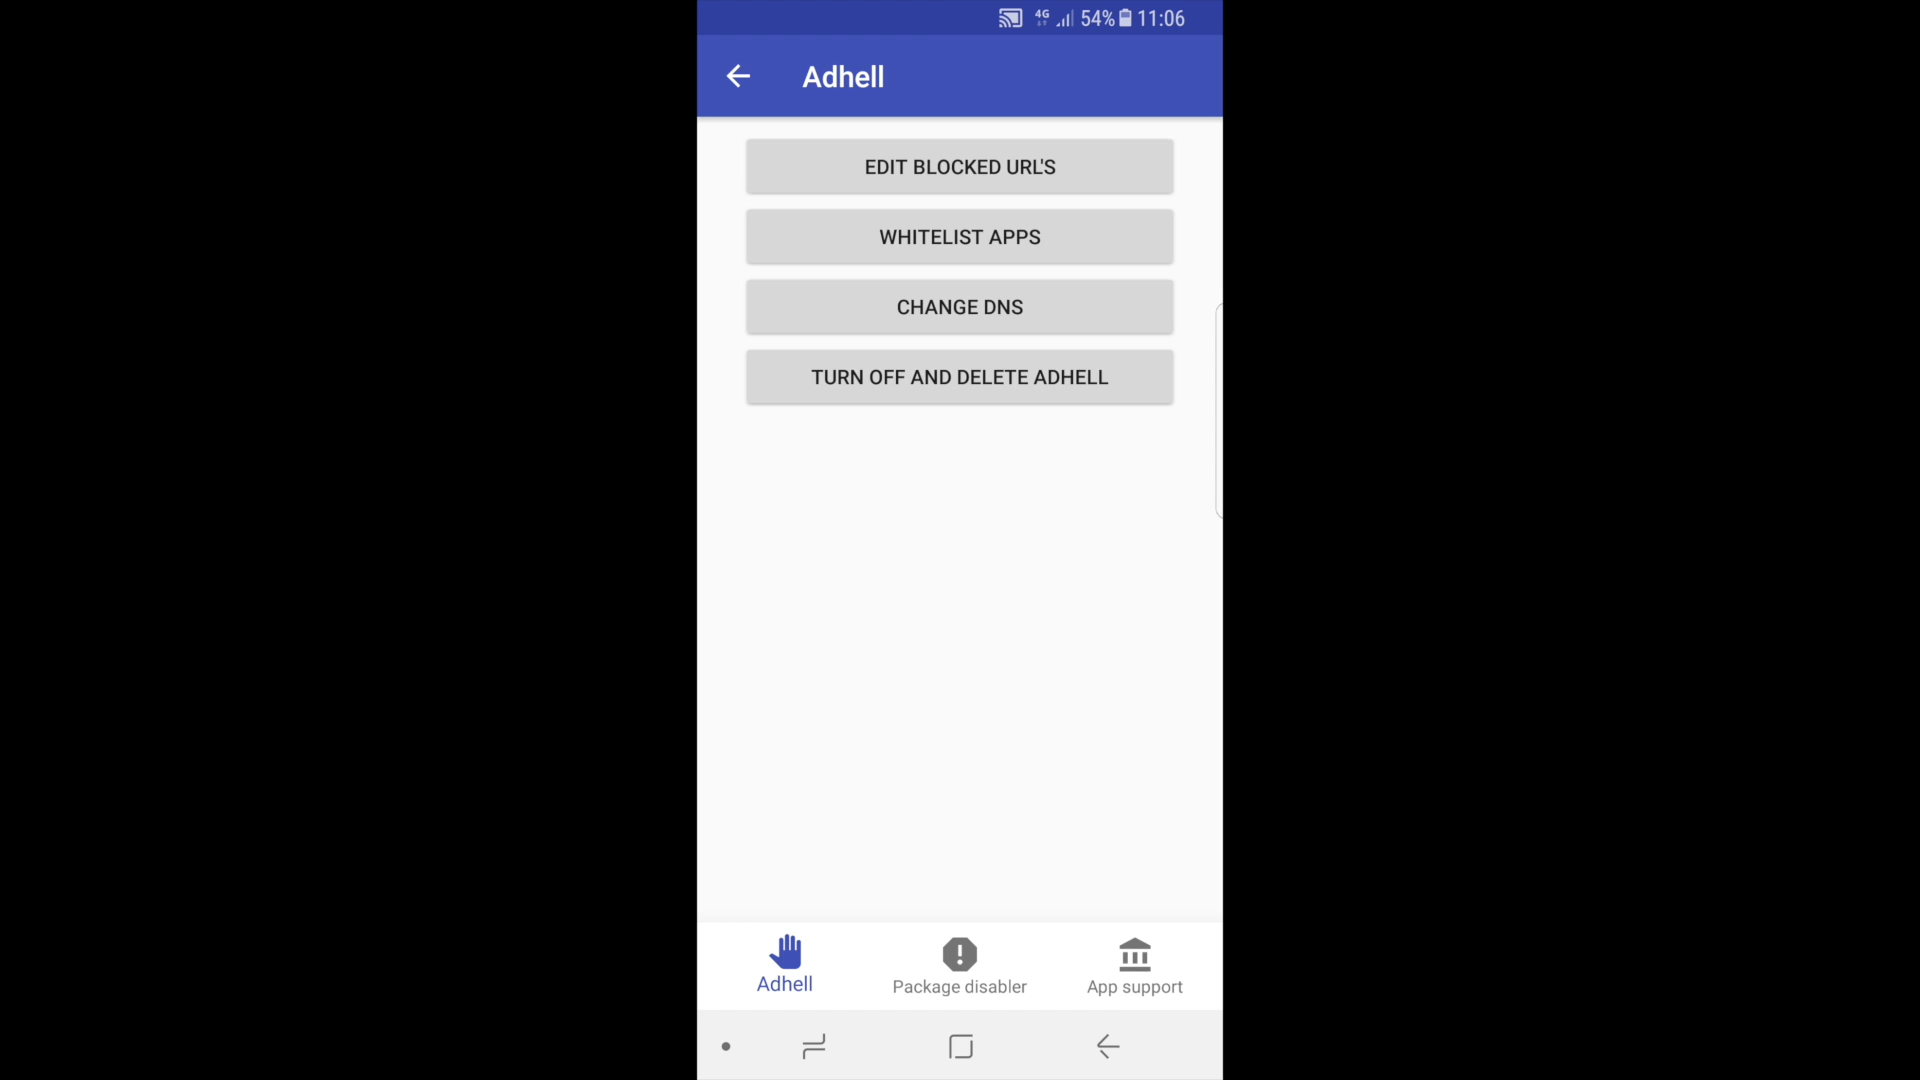 4G 54% 11:06
Adhell
EDIT BLOCKED URL'S
WHITELIST APPS
CHANGE DNS
TURN OFF AND DELETE ADHELL
Adhell
Package disabler
App support